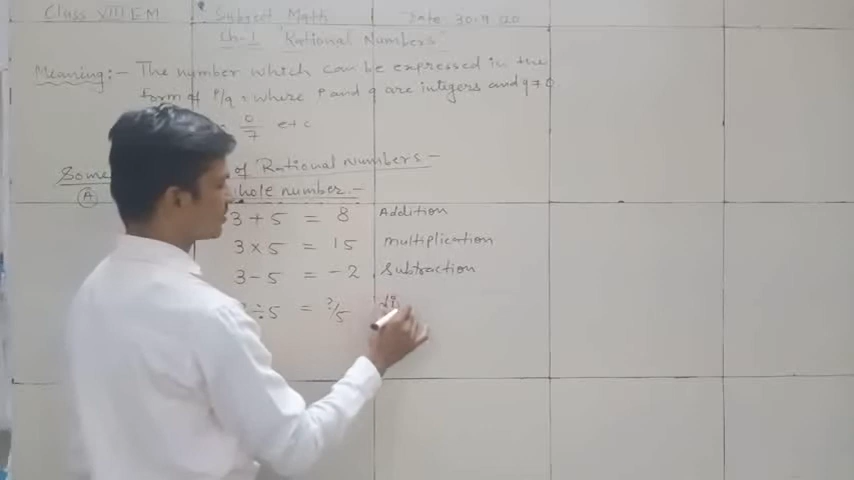 Class VIII EM Subject Math Date 30.11.20
Ch-1 Rational Numbers
Meaning:- The number which can be expressed in the
form of P/q, where P and q are integers and q≠0
0/7 etc
Some of Rational numbers-
(A) whole number.-
3 + 5 = 8 Addition
3 × 5 = 15 multiplication
3 - 5 = -2 Subtraction
÷ 5 = 3/5 di